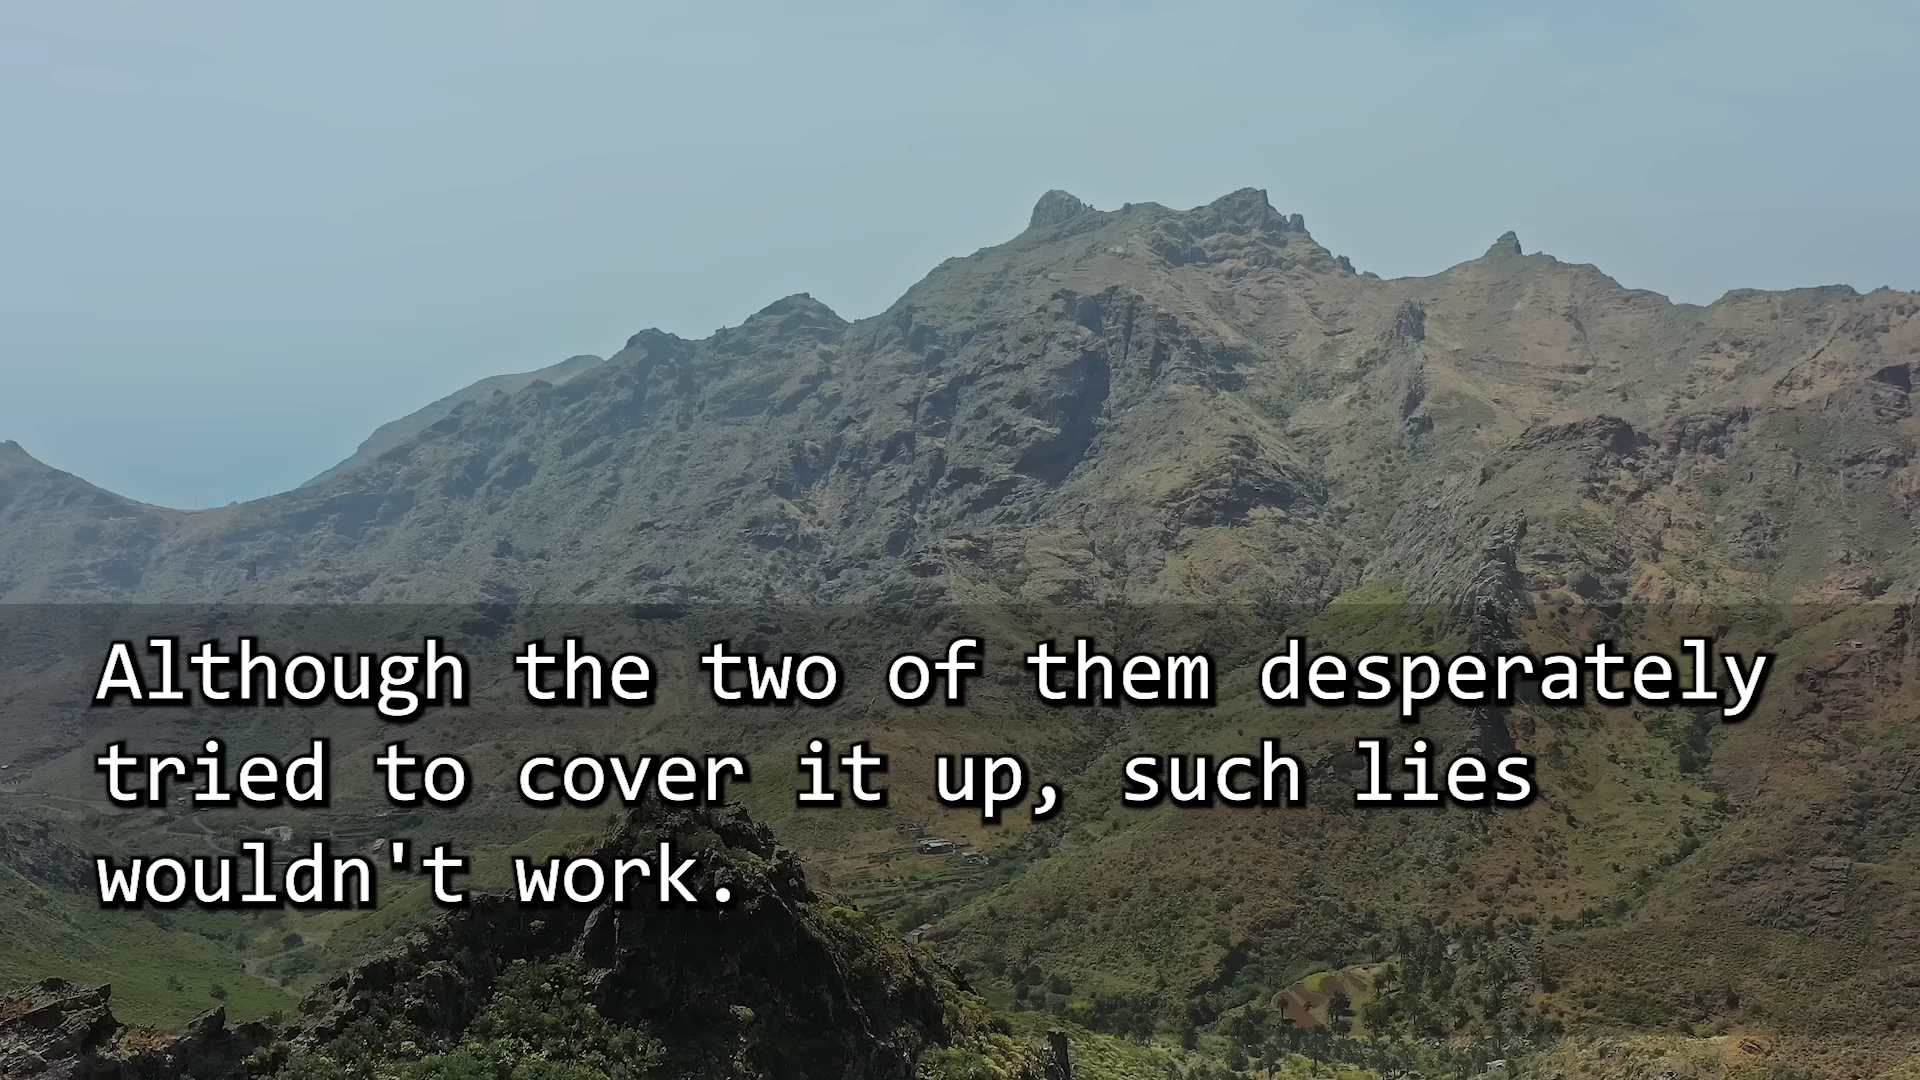 Although the two of them desperately
tried to cover it up, such lies
wouldn't work.